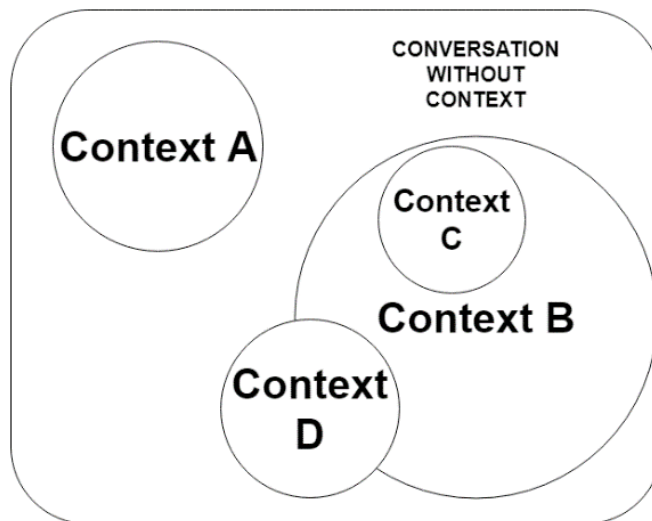 CONVERSATION
WITHOUT
CONTEXT
Context A
Context
C
Context B
Context
D